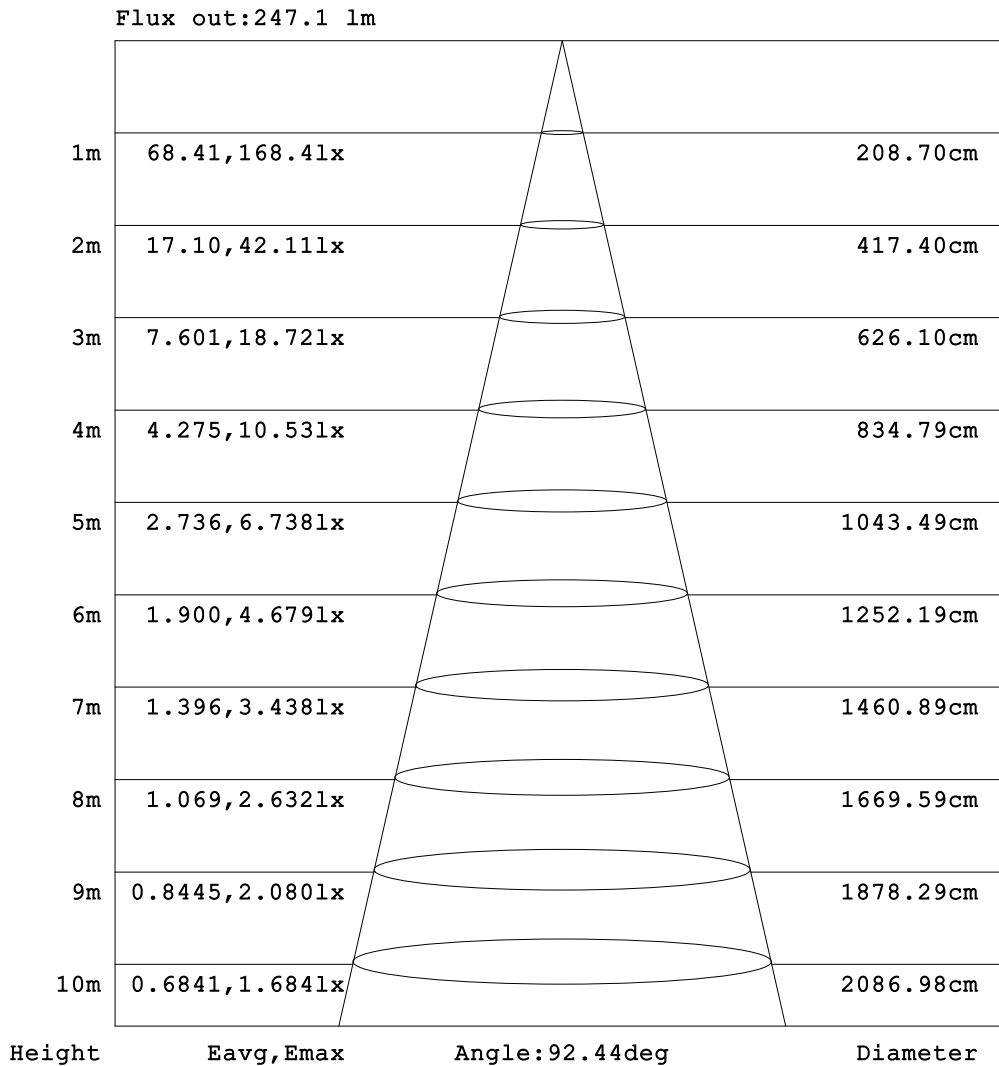 Flux out:247.1 lm
1m 68.41,168.4lx 208.70cm
2m 17.10,42.11lx 417.40cm
3m 7.601,18.72lx 626.10cm
4m 4.275,10.53lx 834.79cm
5m 2.736,6.738lx 1043.49cm
6m 1.900,4.679lx 1252.19cm
7m 1.396,3.438lx 1460.89cm
8m 1.069,2.632lx 1669.59cm
9m 0.8445,2.080lx 1878.29cm
10m 0.6841,1.684lx 2086.98cm
Height Eavg,Emax Angle:92.44deg Diameter